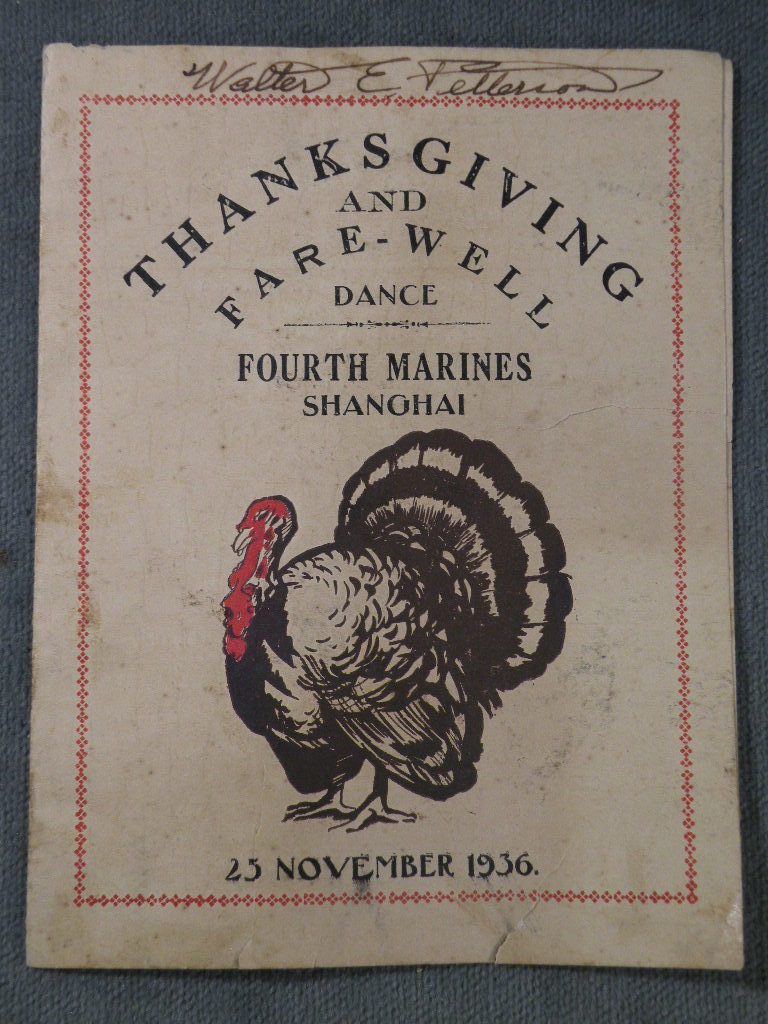 Walter E Petterson
THANKSGIVING
AND
FARE-WELL
DANCE
FOURTH MARINES
SHANGHAI
25 NOVEMBER 1936.